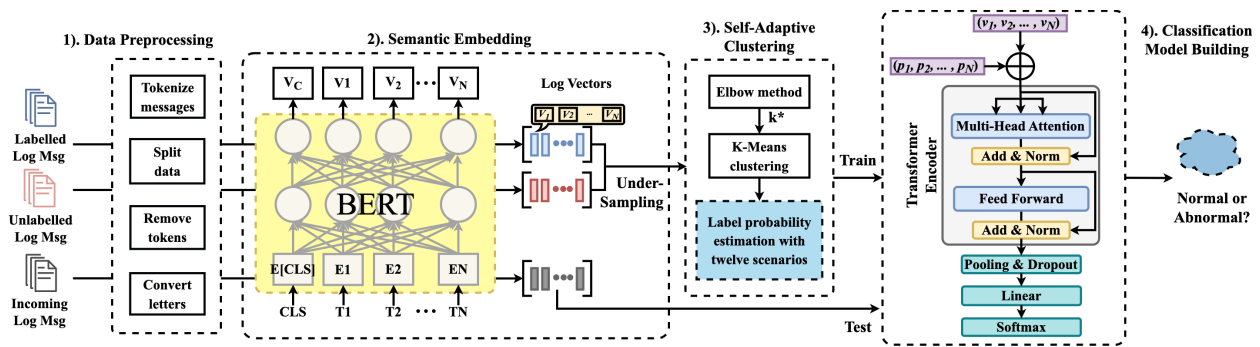 1). Data Preprocessing
Labelled
Log Msg
Unlabelled
Log Msg
Incoming
Log Msg
Tokenize
messages
Split
data
Remove
tokens
Convert
letters
2). Semantic Embedding
V_C V1 V_2 ••• V_N
BERT
E[CLS] E1 E2 EN
CLS T1 T2 ••• TN
Log Vectors
V_1 V_2 ... V_N
Under-
Sampling
3). Self-Adaptive
Clustering
Elbow method
k*
K-Means
clustering
Label probability
estimation with
twelve scenarios
Train
Test
(v_1, v_2, ... , v_N)
(p_1, p_2, ... , p_N)
Transformer
Encoder
Multi-Head Attention
Add & Norm
Feed Forward
Add & Norm
Pooling & Dropout
Linear
Softmax
4). Classification
Model Building
Normal or
Abnormal?